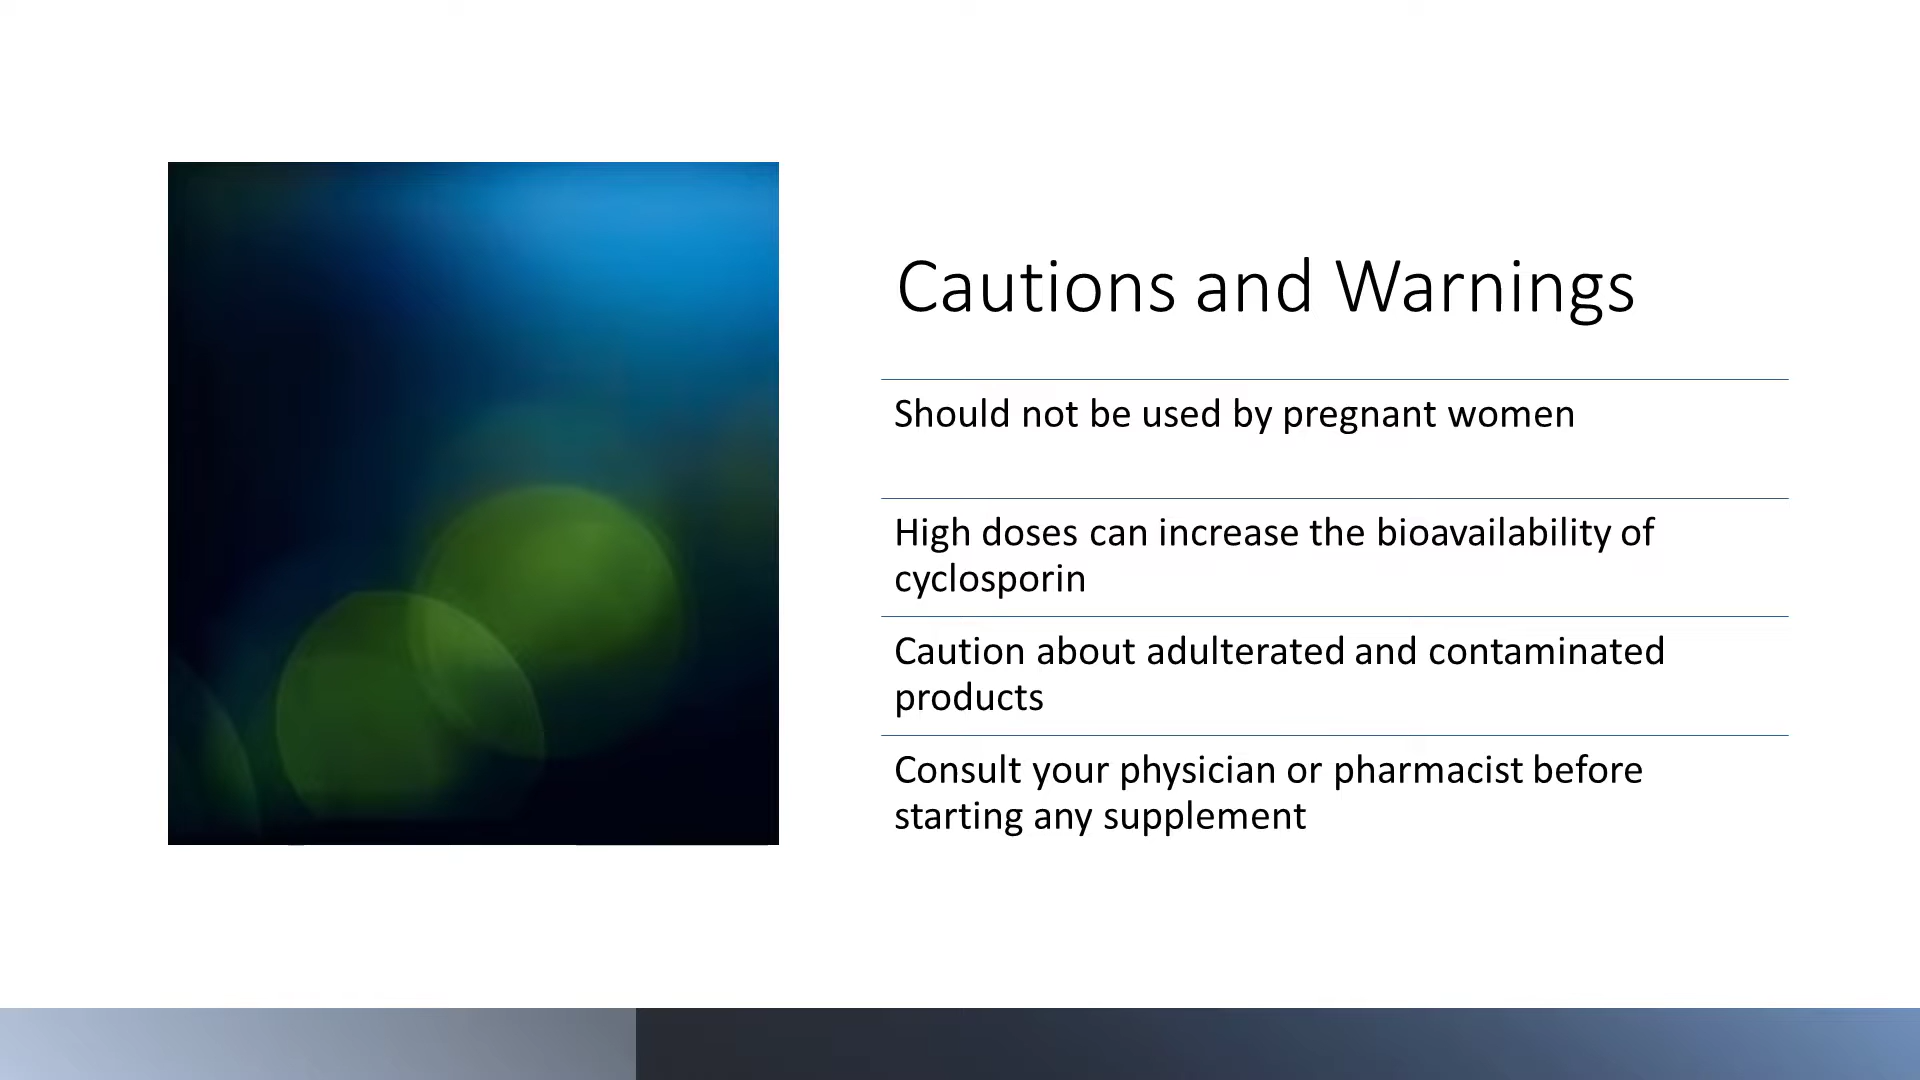 Cautions and Warnings
Should not be used by pregnant women
High doses can increase the bioavailability of
cyclosporin
Caution about adulterated and contaminated
products
Consult your physician or pharmacist before
starting any supplement